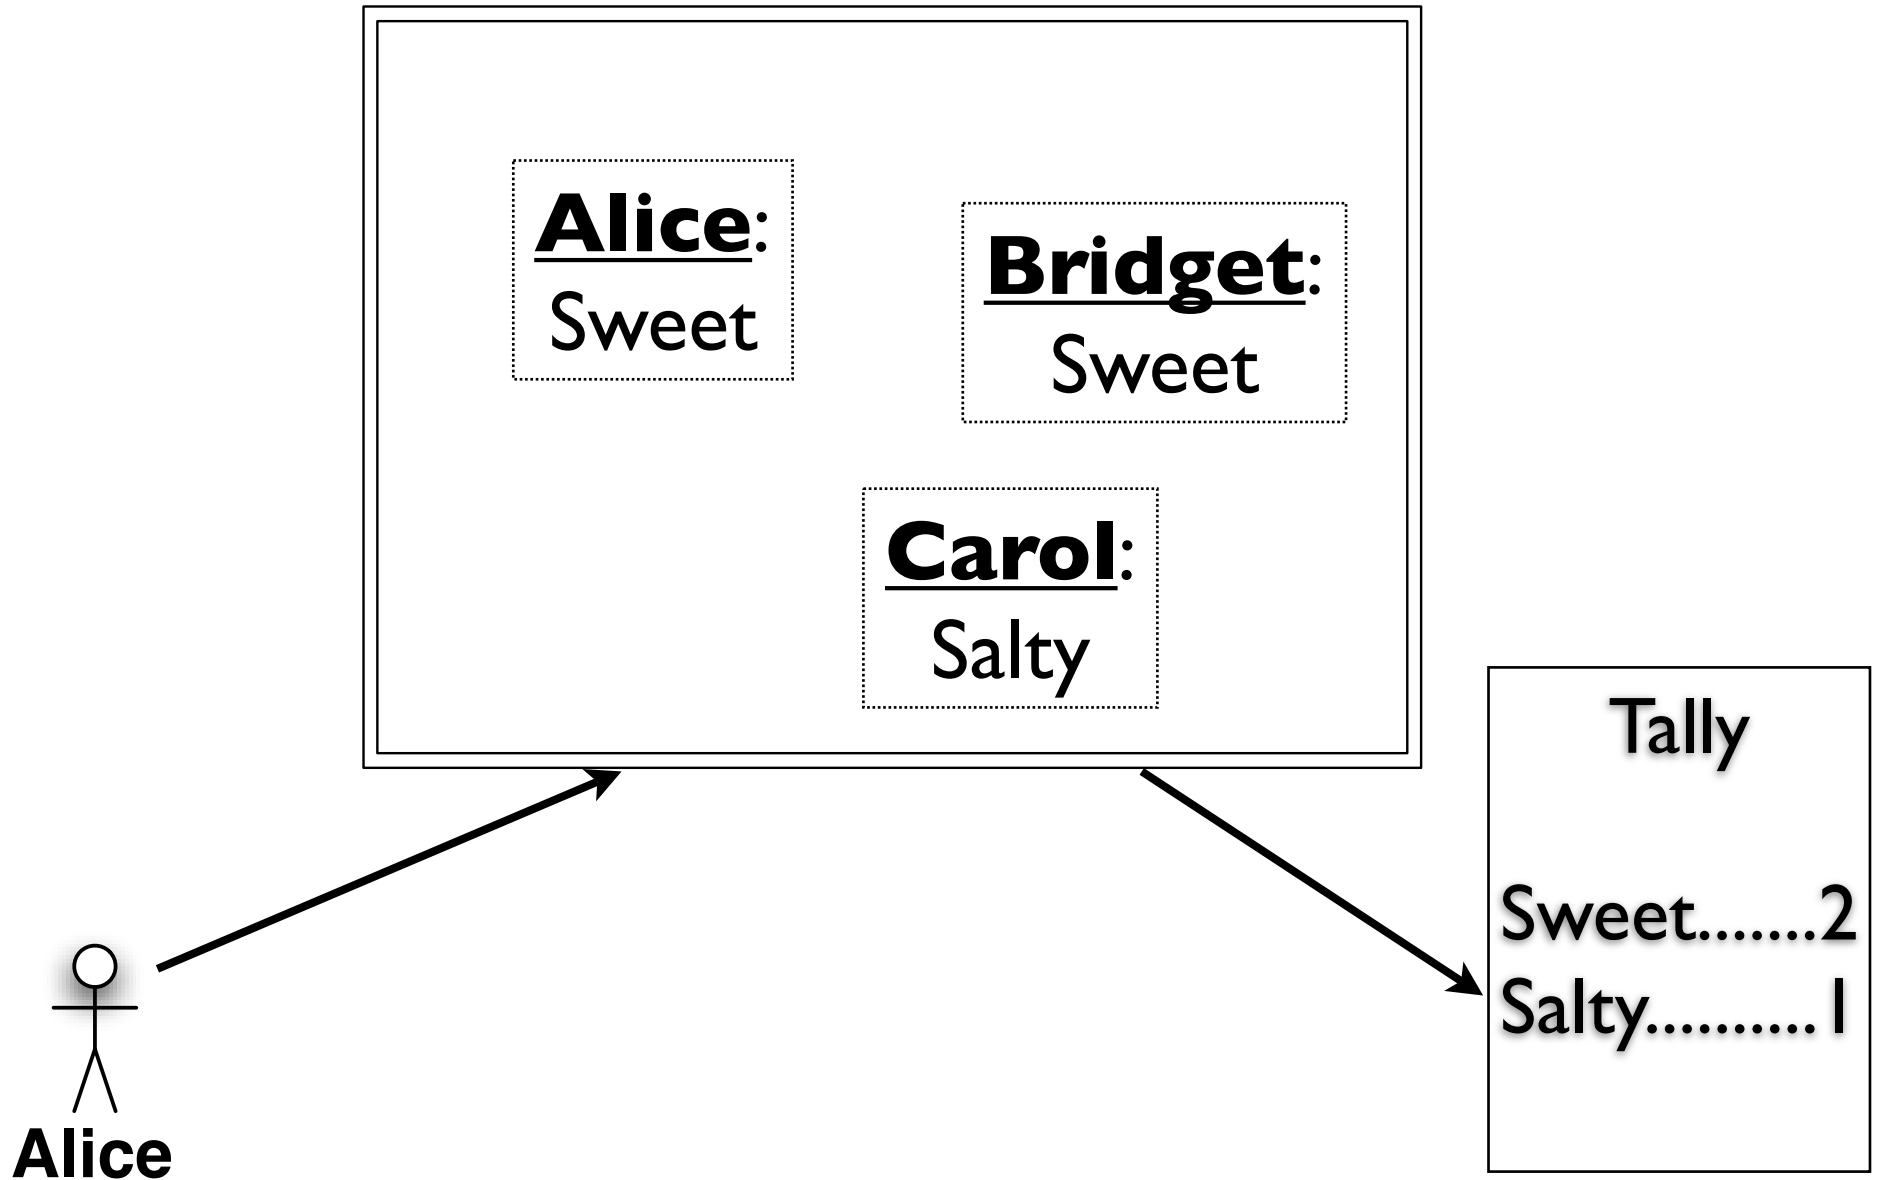 Alice:
Sweet
Bridget:
Sweet
Carol:
Salty
Tally
Sweet.......2
Salty..........1
Alice